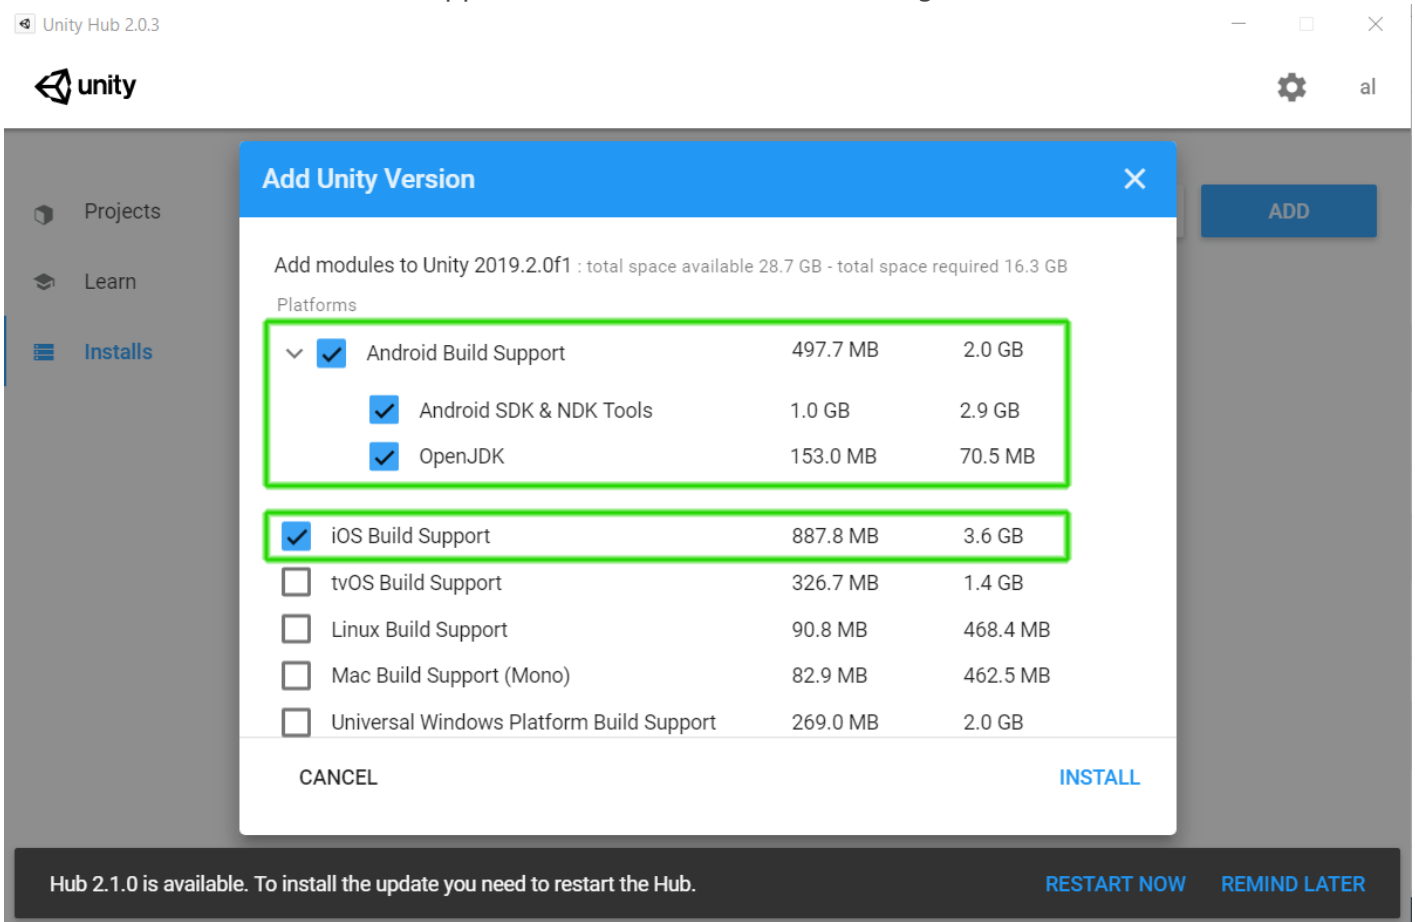 Unity Hub 2.0.3
unity
al
Add Unity Version
Projects
ADD
Add modules to Unity 2019.2.0f1 : total space available 28.7 GB - total space required 16.3 GB
Learn
Platforms
Installs
Android Build Support 497.7 MB 2.0 GB
Android SDK & NDK Tools 1.0 GB 2.9 GB
OpenJDK 153.0 MB 70.5 MB
iOS Build Support 887.8 MB 3.6 GB
tvOS Build Support 326.7 MB 1.4 GB
Linux Build Support 90.8 MB 468.4 MB
Mac Build Support (Mono) 82.9 MB 462.5 MB
Universal Windows Platform Build Support 269.0 MB 2.0 GB
CANCEL INSTALL
Hub 2.1.0 is available. To install the update you need to restart the Hub. RESTART NOW REMIND LATER